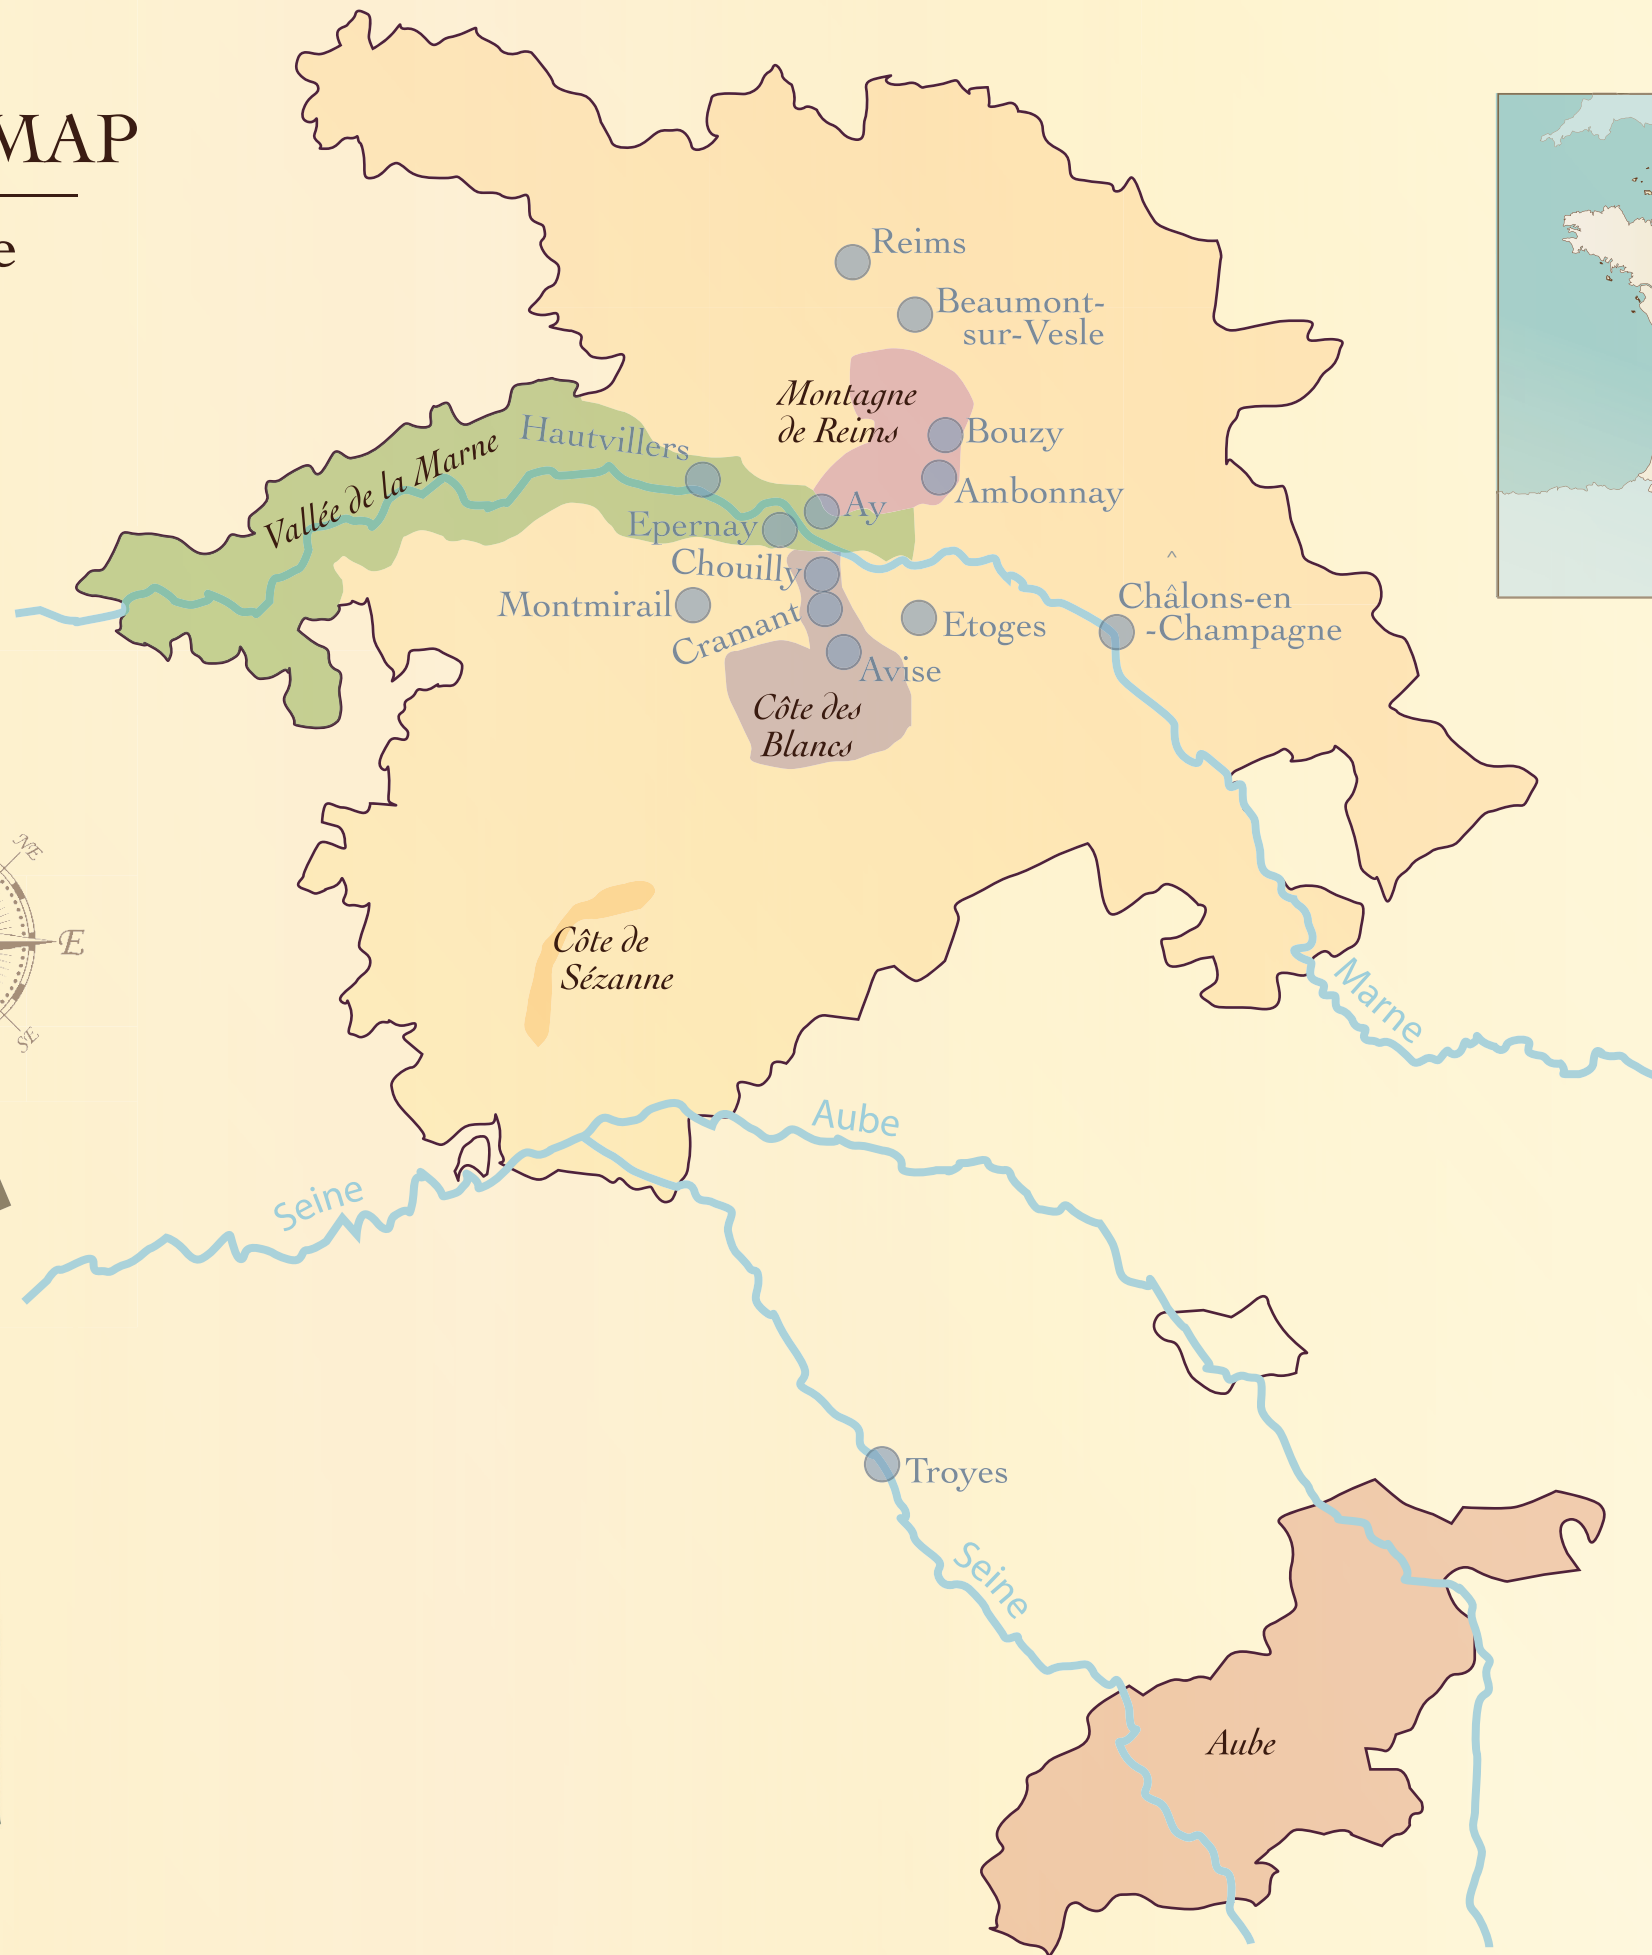 MAP
e
Reims
Beaumont-
sur-Vesle
Montagne
de Reims
Bouzy
Ambonnay
Hautvillers
Vallée de la Marne
Ay
Epernay
Chouilly
Montmirail
Cramant
Etoges
Avise
^
Châlons-en
-Champagne
Côte des
Blancs
NE
E
SE
Côte de
Sézanne
Marne
Aube
Seine
Troyes
Seine
Aube